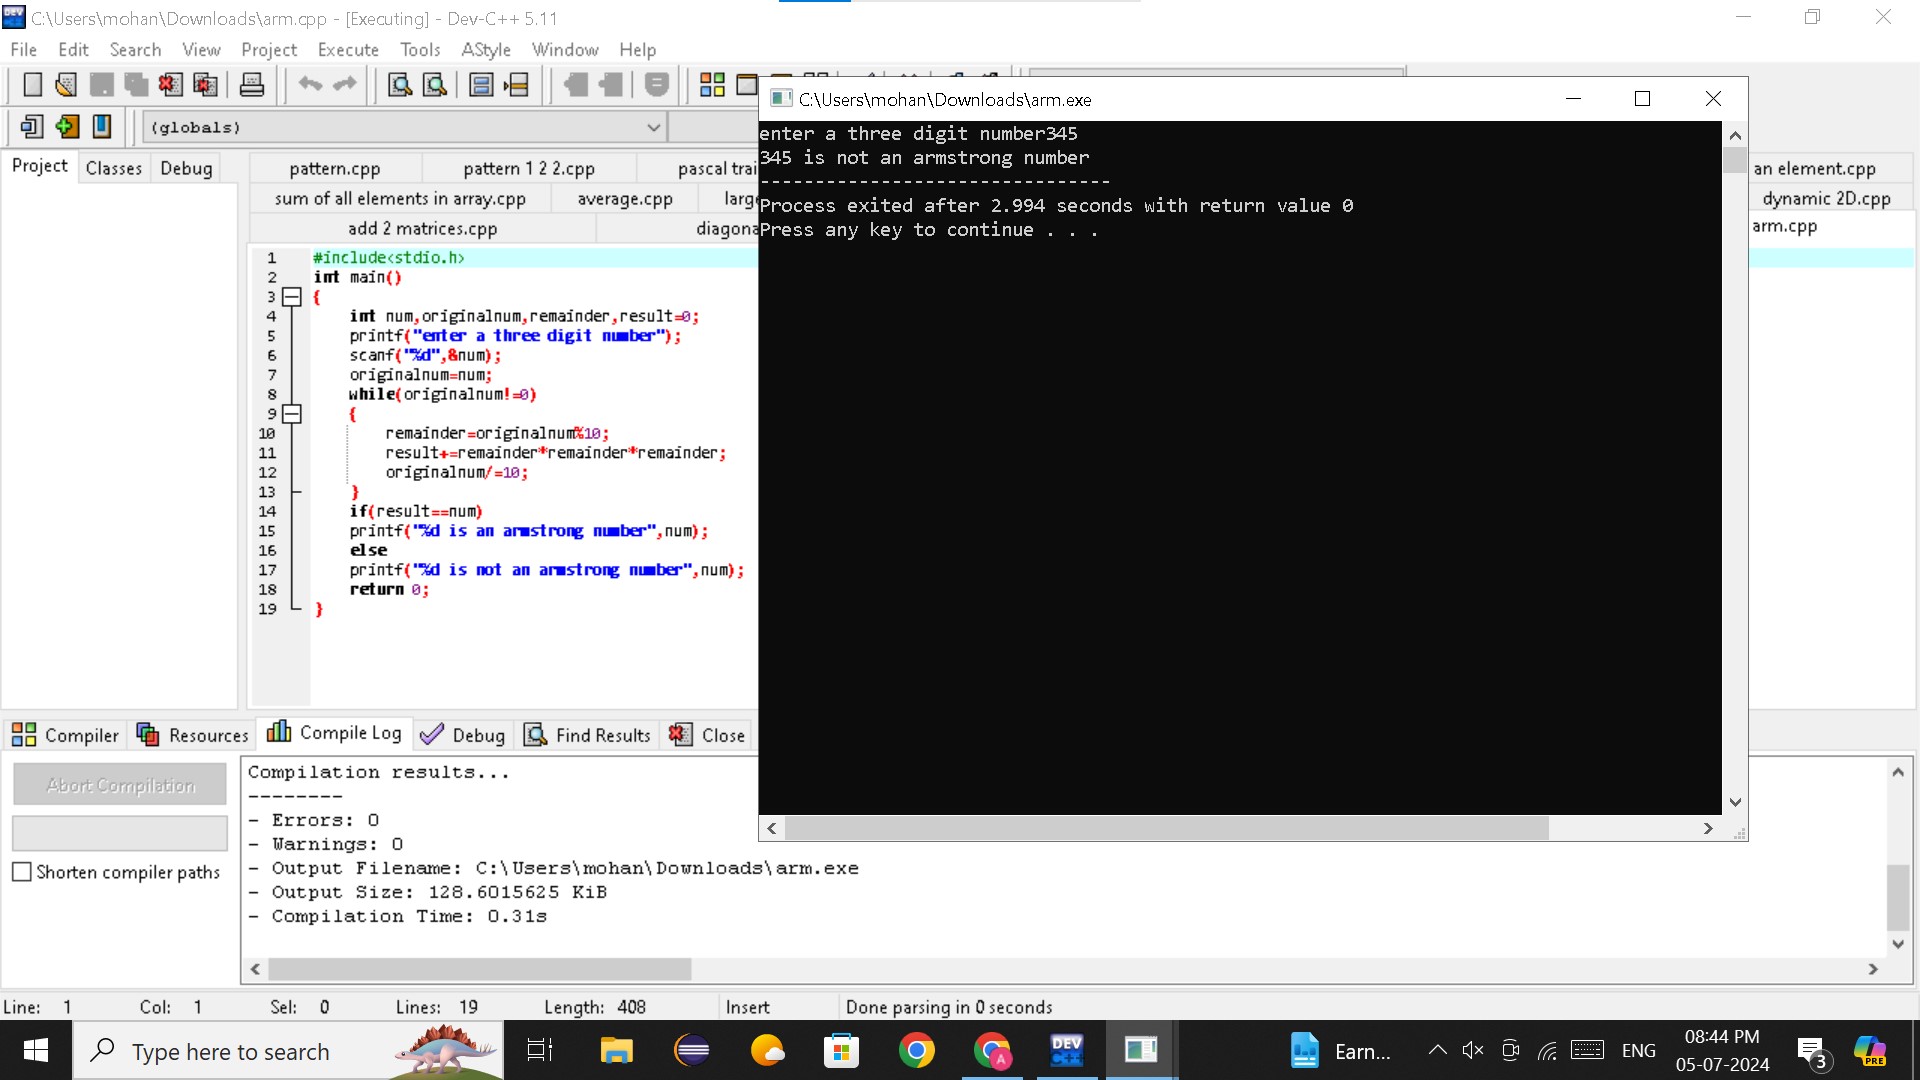 C:\Users\mohan\Downloads\arm.cpp - [Executing] - Dev-C++ 5.11
File Edit Search View Project Execute Tools AStyle Window Help
C:\Users\mohan\Downloads\arm.exe
(globals)
Project Classes Debug
pattern.cpp pattern 1 2 2.cpp pascal trai an element.cpp
sum of all elements in array.cpp average.cpp larg dynamic 2D.cpp
add 2 matrices.cpp diagona arm.cpp
enter a three digit number345
345 is not an armstrong number
--------------------------------
Process exited after 2.994 seconds with return value 0
Press any key to continue . . .
1 #include<stdio.h>
2 int main()
3 {
4 int num,originalnum,remainder,result=0;
5 printf("enter a three digit number");
6 scanf("%d",&num);
7 originalnum=num;
8 while(originalnum!=0)
9 {
10 remainder=originalnum%10;
11 result+=remainder*remainder*remainder;
12 originalnum/=10;
13 }
14 if(result==num)
15 printf("%d is an armstrong number",num);
16 else
17 printf("%d is not an armstrong number",num);
18 return 0;
19 }
Compiler Resources Compile Log Debug Find Results Close
Abort Compilation
Shorten compiler paths
Compilation results...
--------
- Errors: 0
- Warnings: 0
- Output Filename: C:\Users\mohan\Downloads\arm.exe
- Output Size: 128.6015625 KiB
- Compilation Time: 0.31s
Line: 1 Col: 1 Sel: 0 Lines: 19 Length: 408 Insert Done parsing in 0 seconds
Type here to search
DEV C++
Earn...
ENG
08:44 PM
05-07-2024
3
PRE